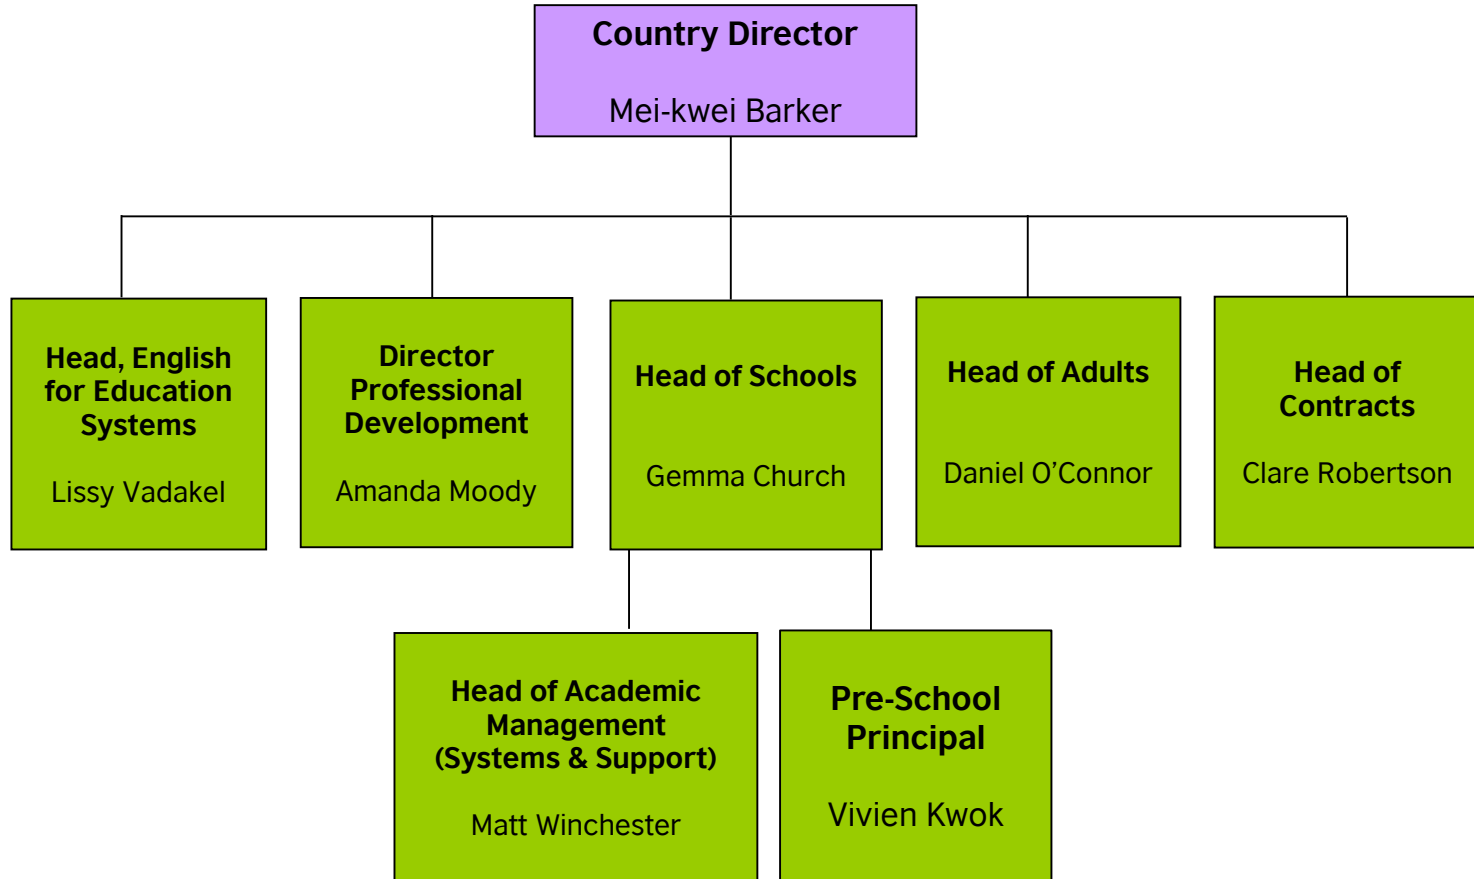 Country Director
Mei-kwei Barker
Head, English
for Education
Systems
Lissy Vadakel
Director
Professional
Development
Amanda Moody
Head of Schools
Gemma Church
Head of Adults
Daniel O’Connor
Head of
Contracts
Clare Robertson
Head of Academic
Management
(Systems & Support)
Matt Winchester
Pre-School
Principal
Vivien Kwok